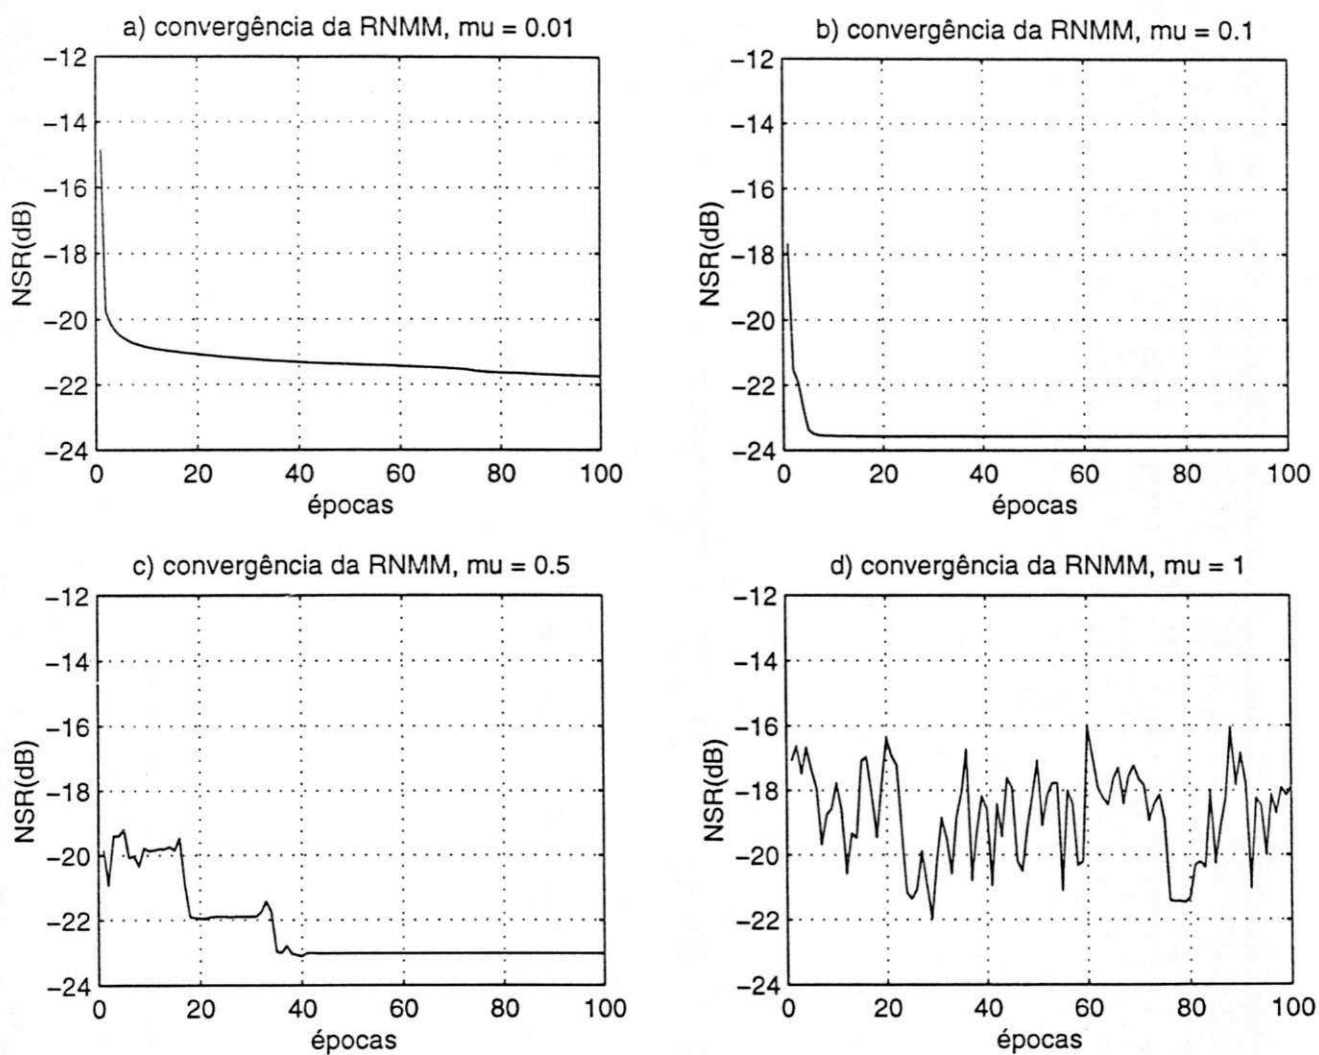 a) convergência da RNMM, mu = 0.01
−12
−14
−16
−18
−20
−22
−24
NSR(dB)
0 20 40 60 80 100
épocas
b) convergência da RNMM, mu = 0.1
−12
−14
−16
−18
−20
−22
−24
NSR(dB)
0 20 40 60 80 100
épocas
c) convergência da RNMM, mu = 0.5
−12
−14
−16
−18
−20
−22
−24
NSR(dB)
0 20 40 60 80 100
épocas
d) convergência da RNMM, mu = 1
−12
−14
−16
−18
−20
−22
−24
NSR(dB)
0 20 40 60 80 100
épocas